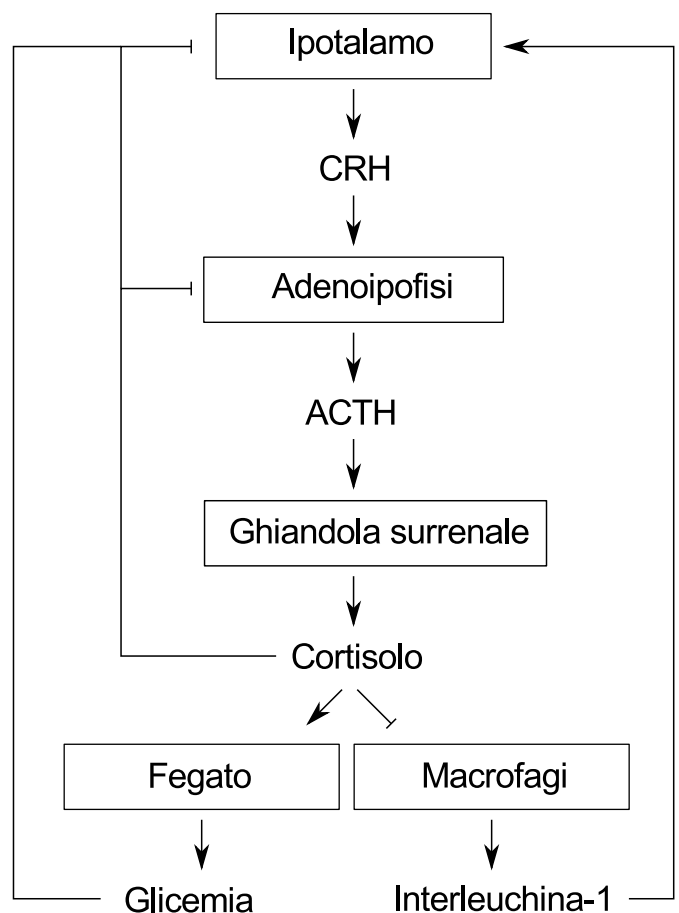 Ipotalamo
CRH
Adenoipofisi
ACTH
Ghiandola surrenale
Cortisolo
Fegato
Macrofagi
Glicemia
Interleuchina-1